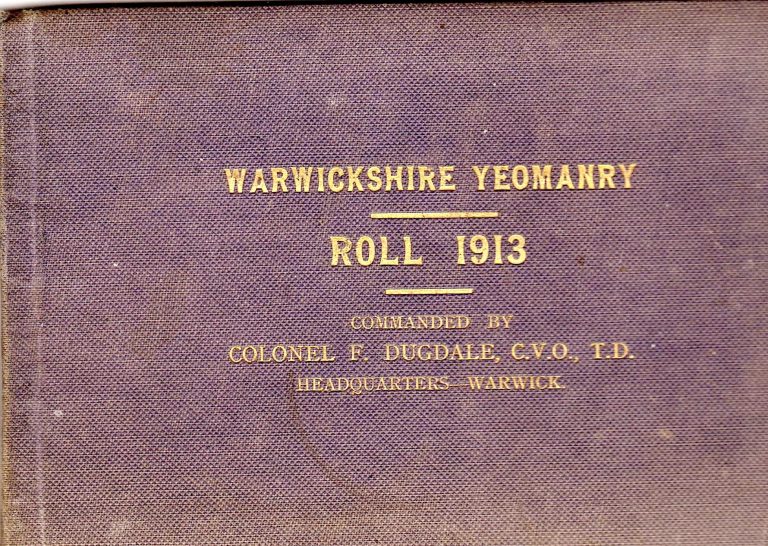 WARWICKSHIRE YEOMANRY
ROLL 1913
COMMANDED BY
COLONEL F. DUGDALE, C.V.O., T.D.
HEADQUARTERS—WARWICK.